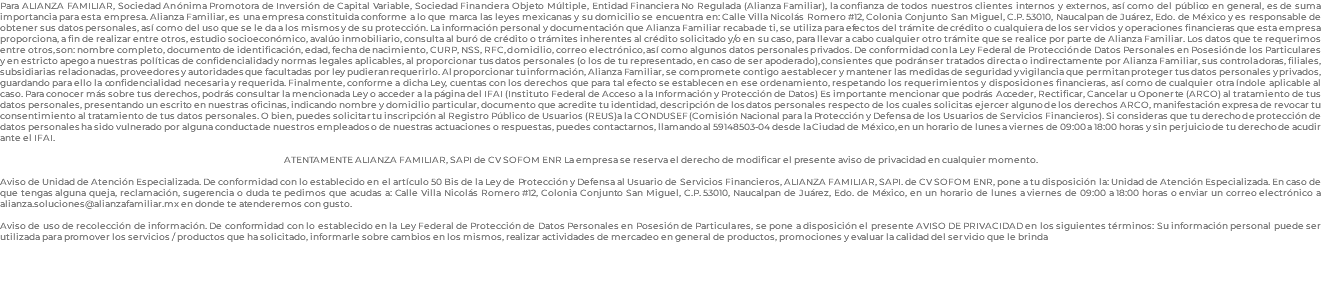 Para ALIANZA FAMILIAR, Sociedad Anónima Promotora de Inversión de Capital Variable, Sociedad Financiera Objeto Múltiple, Entidad Financiera No Regulada (Alianza Familiar), la confianza de todos nuestros clientes internos y externos, así como del público en general, es de suma
importancia para esta empresa. Alianza Familiar, es una empresa constituida conforme a lo que marca las leyes mexicanas y su domicilio se encuentra en: Calle Villa Nicolás Romero #12, Colonia Conjunto San Miguel, C.P. 53010, Naucalpan de Juárez, Edo. de México y es responsable de
obtener sus datos personales, así como del uso que se le da a los mismos y de su protección. La información personal y documentación que Alianza Familiar recaba de ti, se utiliza para efectos del trámite de crédito o cualquiera de los servicios y operaciones financieras que esta empresa
proporciona, a fin de realizar entre otros, estudio socioeconómico, avalúo inmobiliario, consulta al buró de crédito o trámites inherentes al crédito solicitado y/o en su caso, para llevar a cabo cualquier otro trámite que se realice por parte de Alianza Familiar. Los datos que te requerimos
entre otros, son: nombre completo, documento de identificación, edad, fecha de nacimiento, CURP, NSS, RFC, domicilio, correo electrónico, así como algunos datos personales privados. De conformidad con la Ley Federal de Protección de Datos Personales en Posesión de los Particulares
y en estricto apego a nuestras políticas de confidencialidad y normas legales aplicables, al proporcionar tus datos personales (o los de tu representado, en caso de ser apoderado),consientes que podrán ser tratados directa o indirectamente por Alianza Familiar, sus controladoras, filiales,
subsidiarias relacionadas, proveedores y autoridades que facultadas por ley pudieran requerirlo. Al proporcionar tu información, Alianza Familiar, se compromete contigo a establecer y mantener las medidas de seguridad y vigilancia que permitan proteger tus datos personales y privados,
guardando para ello la confidencialidad necesaria y requerida. Finalmente, conforme a dicha Ley, cuentas con los derechos que para tal efecto se establecen en ese ordenamiento, respetando los requerimientos y disposiciones financieras, así como de cualquier otra índole aplicable al
caso. Para conocer más sobre tus derechos, podrás consultar la mencionada Ley o acceder a la página del IFAI (Instituto Federal de Acceso a la Información y Protección de Datos) Es importante mencionar que podrás Acceder, Rectificar, Cancelar u Oponerte (ARCO) al tratamiento de tus
datos personales, presentando un escrito en nuestras oficinas, indicando nombre y domicilio particular, documento que acredite tu identidad, descripción de los datos personales respecto de los cuales solicitas ejercer alguno de los derechos ARCO, manifestación expresa de revocar tu
consentimiento al tratamiento de tus datos personales. O bien, puedes solicitar tu inscripción al Registro Público de Usuarios (REUS) a la CONDUSEF (Comisión Nacional para la Protección y Defensa de los Usuarios de Servicios Financieros). Si consideras que tu derecho de protección de
datos personales ha sido vulnerado por alguna conducta de nuestros empleados o de nuestras actuaciones o respuestas, puedes contactarnos, llamando al 59148503-04 desde la Ciudad de México, en un horario de lunes a viernes de 09:00 a 18:00 horas y sin perjuicio de tu derecho de acudir
ante el IFAI.
ATENTAMENTE ALIANZA FAMILIAR, SAPI de CV SOFOM ENR La empresa se reserva el derecho de modificar el presente aviso de privacidad en cualquier momento.
Aviso de Unidad de Atención Especializada. De conformidad con lo establecido en el artículo 50 Bis de la Ley de Protección y Defensa al Usuario de Servicios Financieros, ALIANZA FAMILIAR, SAPI. de CV SOFOM ENR, pone a tu disposición la: Unidad de Atención Especializada. En caso de
que tengas alguna queja, reclamación, sugerencia o duda te pedimos que acudas a: Calle Villa Nicolás Romero #12, Colonia Conjunto San Miguel, C.P. 53010, Naucalpan de Juárez, Edo. de México, en un horario de lunes a viernes de 09:00 a 18:00 horas o enviar un correo electrónico a
alianza.soluciones@alianzafamiliar.mx en donde te atenderemos con gusto.
Aviso de uso de recolección de información. De conformidad con lo establecido en la Ley Federal de Protección de Datos Personales en Posesión de Particulares, se pone a disposición el presente AVISO DE PRIVACIDAD en los siguientes términos: Su información personal puede ser
utilizada para promover los servicios / productos que ha solicitado, informarle sobre cambios en los mismos, realizar actividades de mercadeo en general de productos, promociones y evaluar la calidad del servicio que le brinda